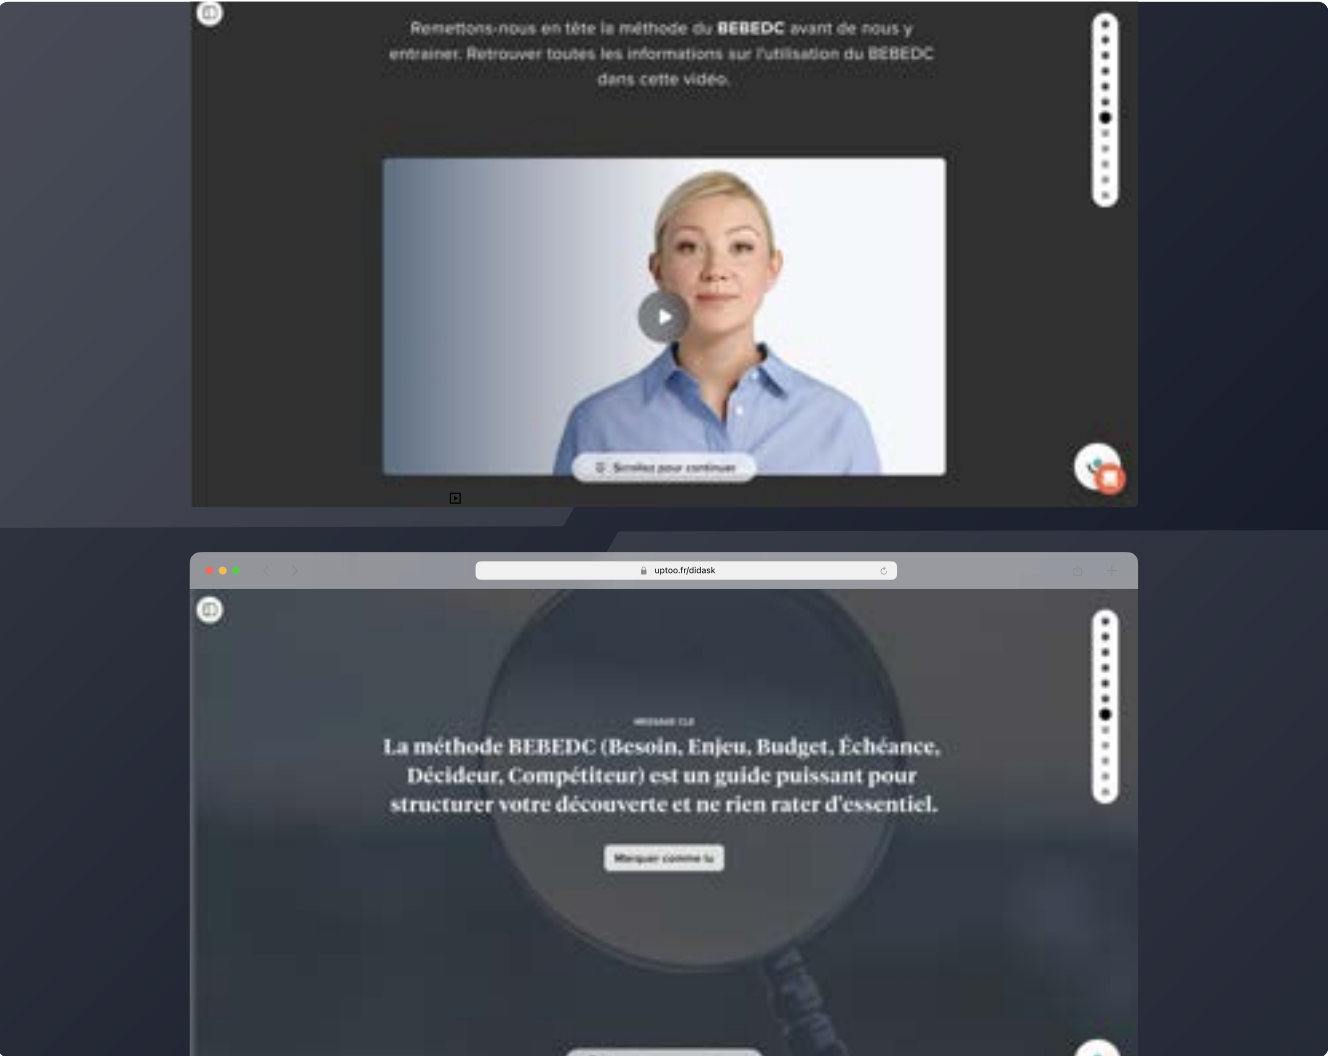 Remettons-nous en tête la méthode du BEBEDC avant de nous y
entrainer. Retrouver toutes les informations sur l'utilisation du BEBEDC
dans cette vidéo.
Scrollez pour continuer
uptoo.fr/didask
MESSAGE CLÉ
La méthode BEBEDC (Besoin, Enjeu, Budget, Échéance,
Décideur, Compétiteur) est un guide puissant pour
structurer votre découverte et ne rien rater d'essentiel.
Marquer comme lu